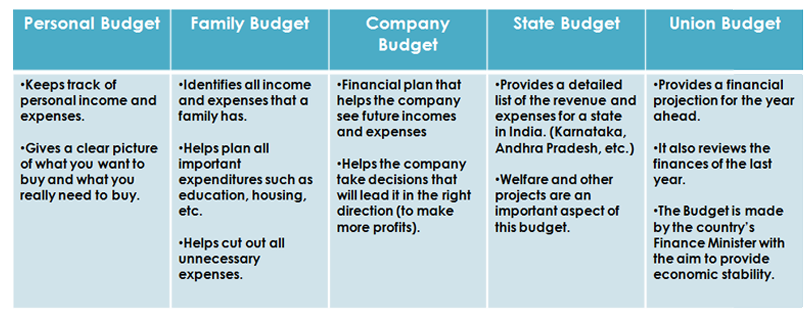 Personal Budget
Family Budget
Company
Budget
State Budget
Union Budget
•Keeps track of
personal income and
expenses.
•Gives a clear picture
of what you want to
buy and what you
really need to buy.
•Identifies all income
and expenses that a
family has.
•Helps plan all
important
expenditures such as
education, housing,
etc.
•Helps cut out all
unnecessary
expenses.
•Financial plan that
helps the company
see future incomes
and expenses
•Helps the company
take decisions that
will lead it in the right
direction (to make
more profits).
•Provides a detailed
list of the revenue and
expenses for a state
in India. (Karnataka,
Andhra Pradesh, etc.)
•Welfare and other
projects are an
important aspect of
this budget.
•Provides a financial
projection for the year
ahead.
•It also reviews the
finances of the last
year.
•The Budget is made
by the country's
Finance Minister with
the aim to provide
economic stability.